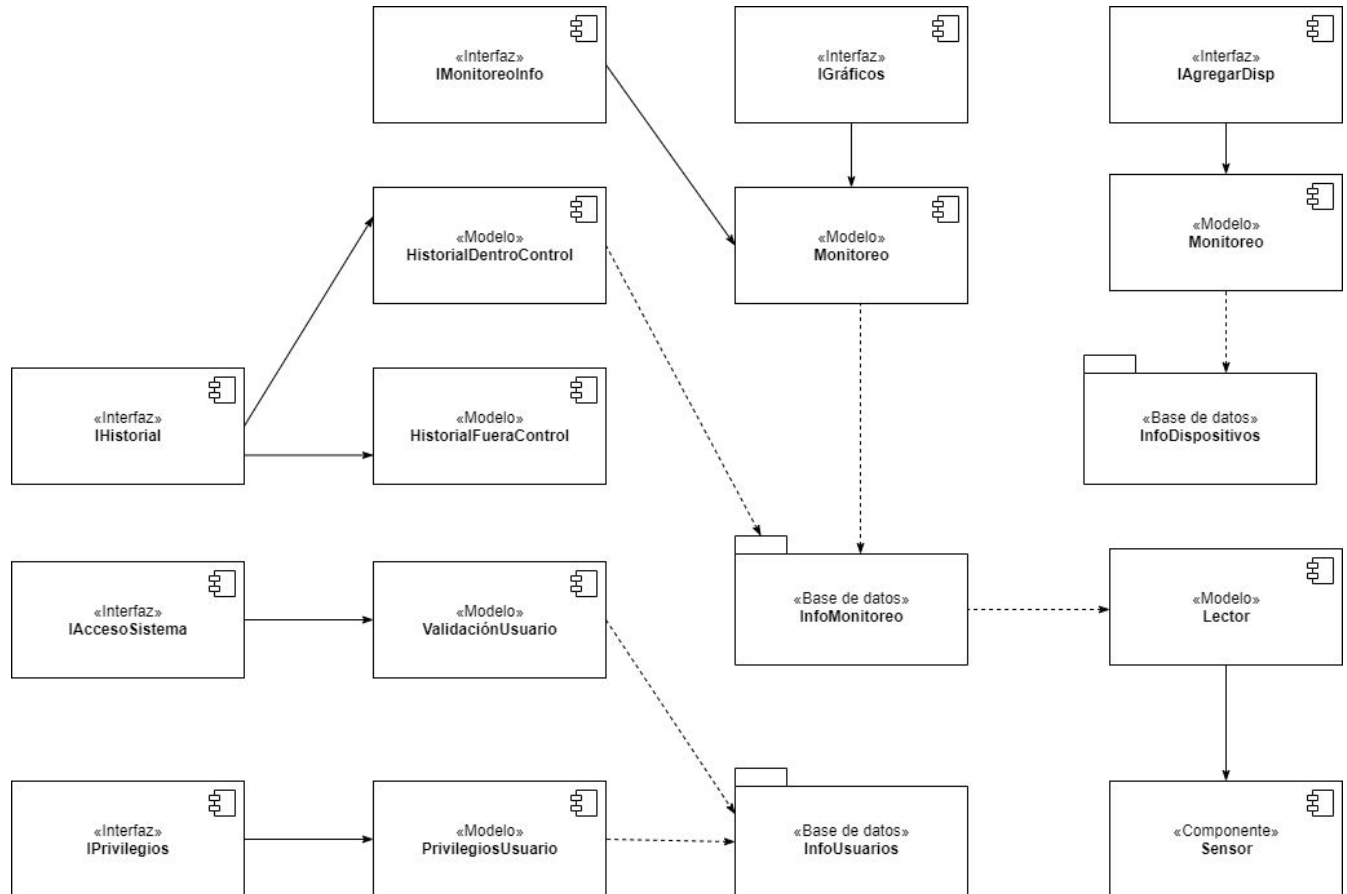 «Interfaz»
IMonitoreoInfo
«Interfaz»
IGráficos
«Interfaz»
IAgregarDisp
«Modelo»
HistorialDentroControl
«Modelo»
Monitoreo
«Modelo»
Monitoreo
«Interfaz»
IHistorial
«Modelo»
HistorialFueraControl
«Base de datos»
InfoDispositivos
«Interfaz»
IAccesoSistema
«Modelo»
ValidaciónUsuario
«Base de datos»
InfoMonitoreo
«Modelo»
Lector
«Interfaz»
IPrivilegios
«Modelo»
PrivilegiosUsuario
«Base de datos»
InfoUsuarios
«Componente»
Sensor